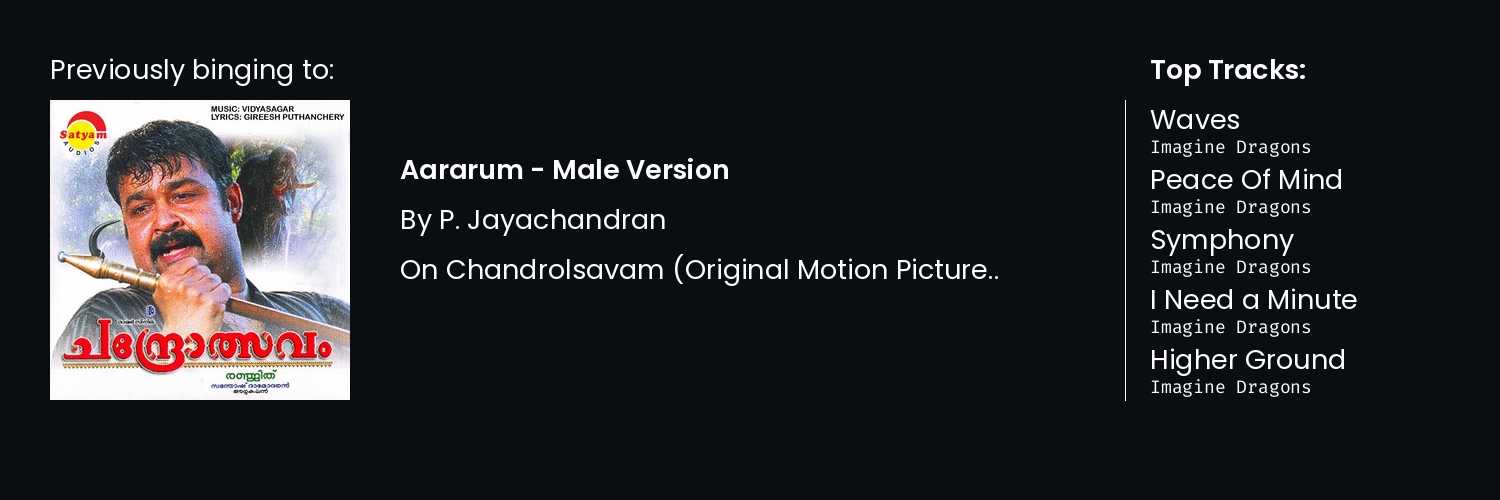 Previously binging to:
MUSIC: VIDYASAGAR
LYRICS: GIREESH PUTHANCHERY
Satyam
AUDIOS
ചന്ദ്രോത്സവം
രഞ്ജിത്
സന്തോഷ് ദാമോദരൻ
Aararum - Male Version
By P. Jayachandran
On Chandrolsavam (Original Motion Picture..
Top Tracks:
Waves
Imagine Dragons
Peace Of Mind
Imagine Dragons
Symphony
Imagine Dragons
I Need a Minute
Imagine Dragons
Higher Ground
Imagine Dragons